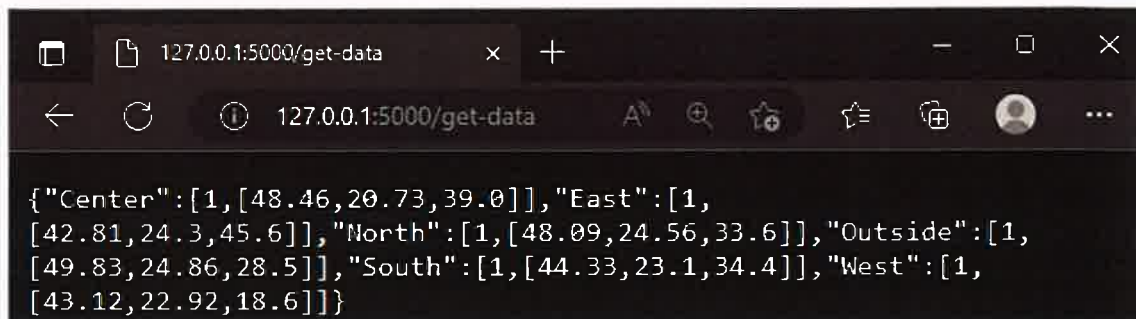 127.0.0.1:5000/get-data
127.0.0.1:5000/get-data
{"Center":[1,[48.46,20.73,39.0]],"East":[1,
[42.81,24.3,45.6]],"North":[1,[48.09,24.56,33.6]],"Outside":[1,
[49.83,24.86,28.5]],"South":[1,[44.33,23.1,34.4]],"West":[1,
[43.12,22.92,18.6]]}